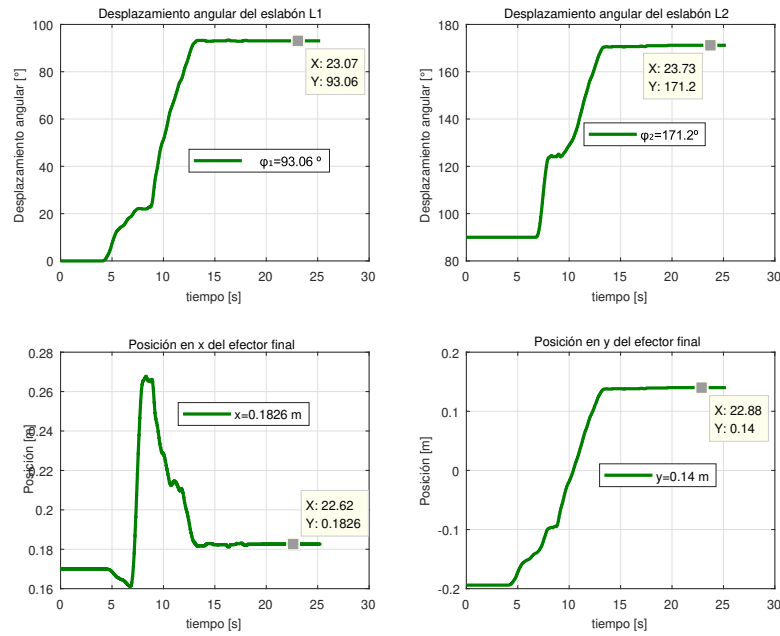 Desplazamiento angular del eslabón L1
Desplazamiento angular [°]
100
80
60
40
20
0
X: 23.07
Y: 93.06
φ₁=93.06 º
0 5 10 15 20 25 30
tiempo [s]
Desplazamiento angular del eslabón L2
Desplazamiento angular [°]
180
160
140
120
100
80
X: 23.73
Y: 171.2
φ₂=171.2º
0 5 10 15 20 25 30
tiempo [s]
Posición en x del efector final
Posición [m]
0.28
0.26
0.24
0.22
0.2
0.18
0.16
x=0.1826 m
X: 22.62
Y: 0.1826
0 5 10 15 20 25 30
tiempo [s]
Posición en y del efector final
Posición [m]
0.2
0.1
0
-0.1
-0.2
X: 22.88
Y: 0.14
y=0.14 m
0 5 10 15 20 25 30
tiempo [s]